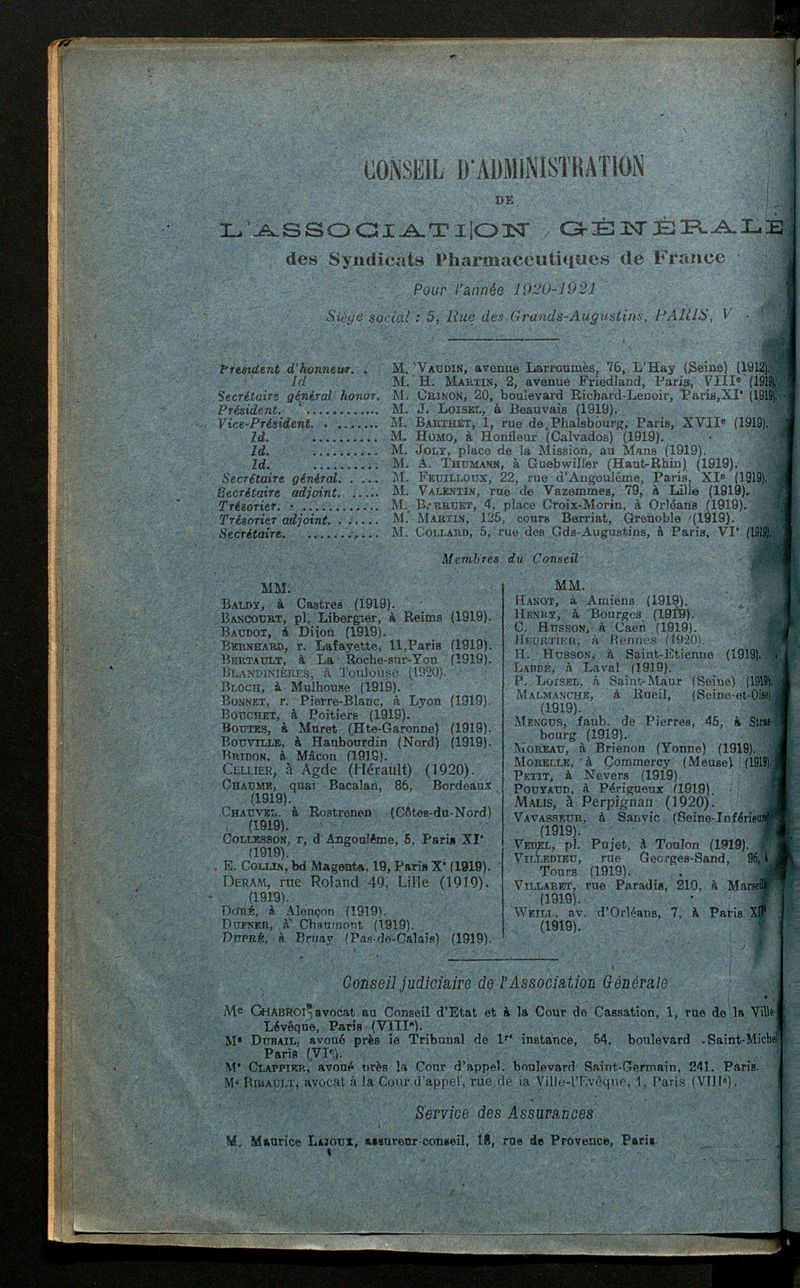 CONSEIL D'ADMINISTRATION
DE
L'ASSOCIATION GÉNÉRALE
des Syndicats Pharmaceutiques de France
Pour l'année 1920-1921
Siège social : 5, Rue des Grands-Augustins, PARIS, V
Président d'honneur. . M. VAUDIN, avenue Larroumès, 76, L'Hay (Seine) (1912).
Id M. H. MARTIN, 2, avenue Friedland, Paris, VIIIe (1919).
Secrétaire général honor. M. CRINON, 20, boulevard Richard-Lenoir, Paris, XIe (1919).
Président. ............ M. J. LOISEL, à Beauvais (1919).
Vice-Président. . ....... M. BARTHET, 1, rue de Phalsbourg, Paris, XVIIe (1919).
Id. .......... M. HOMO, à Honfleur (Calvados) (1919).
Id. .......... M. JOLY, place de la Mission, au Mans (1919).
Id. .......... M. A. THUMANN, à Guebwiller (Haut-Rhin) (1919).
Secrétaire général. . .... M. FEUILLOUX, 22, rue d'Angoulême, Paris, XIe (1919).
Secrétaire adjoint. ..... M. VALENTIN, rue de Vazemmes, 79, à Lille (1919).
Trésorier. . ............ M. BARRUET, 4, place Croix-Morin, à Orléans (1919).
Trésorier adjoint. . ..... M. MARTIN, 125, cours Berriat, Grenoble (1919).
Secrétaire. ........... M. COLLARD, 5, rue des Gds-Augustins, à Paris, VIe (1919).
Membres du Conseil
MM.
BALDY, à Castres (1919).
BANCOURT, pl. Libergier, à Reims (1919).
BAUDOT, à Dijon (1919).
BERNHARD, r. Lafayette, 11, Paris (1919).
BERTAULT, à La Roche-sur-Yon (1919).
BLANDINIÈRES, à Toulouse (1920).
BLOCH, à Mulhouse (1919).
BONNET, r. Pierre-Blanc, à Lyon (1919).
BOUCHET, à Poitiers (1919).
BOUTES, à Muret (Hte-Garonne) (1919).
BOUVILLE, à Haubourdin (Nord) (1919).
BRIDON, à Mâcon (1919).
CELLIER, à Agde (Hérault) (1920).
CHAUME, quai Bacalan, 86, Bordeaux
(1919).
CHAUVEL, à Rostrenen (Côtes-du-Nord)
(1919).
COLLESSON, r, d'Angoulême, 5, Paris XIe
(1919).
E. COLLIN, bd Magenta, 19, Paris Xe (1919).
DERAM, rue Roland 49, Lille (1919).
(1919).
DORÉ, à Alençon (1919).
DUFNER, à Chaumont (1919).
DUPRÉ, à Bruay (Pas-de-Calais) (1919).
MM.
HANOT, à Amiens (1919).
HENRY, à Bourges (1919).
C. HUSSON, à Caen (1919).
HEURTIER, à Rennes (1920).
H. HUSSON, à Saint-Etienne (1919).
LABBÉ, à Laval (1919).
P. LOISEL, à Saint-Maur (Seine) (1919).
MALMANCHE, à Rueil, (Seine-et-Oise)
(1919).
MENGUS, faub. de Pierres, 45, à Stras-
bourg (1919).
MOREAU, à Brienon (Yonne) (1919).
MORELLE, à Commercy (Meuse) (1919).
PETIT, à Nevers (1919)
POUYAUD, à Périgueux (1919).
MALIS, à Perpignan (1920).
VAVASSEUR, à Sanvic (Seine-Inférieure)
(1919).
VEDEL, pl. Pujet, à Toulon (1919).
VILLEDIEU, rue Georges-Sand, 96, à
Tours (1919).
VILLARET, rue Paradis, 210, à Marseille
(1919).
WEILL, av. d'Orléans, 7, à Paris
(1919).
Conseil judiciaire de l'Association Générale
Me CHABROL, avocat au Conseil d'Etat et à la Cour de Cassation, 1, rue de la Ville
Lévêque, Paris (VIIIe).
Me DUBAIL, avoué près le Tribunal de 1re instance, 54, boulevard Saint-Michel
Paris (VIe).
Me CLAPPIER, avoué près la Cour d'appel, boulevard Saint-Germain, 241, Paris.
Me RIBAULT, avocat à la Cour d'appel, rue de la Ville-l'Evêque, 1, Paris (VIIIe).
Service des Assurances
M. Maurice LAJOUX, assureur-conseil, 18, rue de Provence, Paris